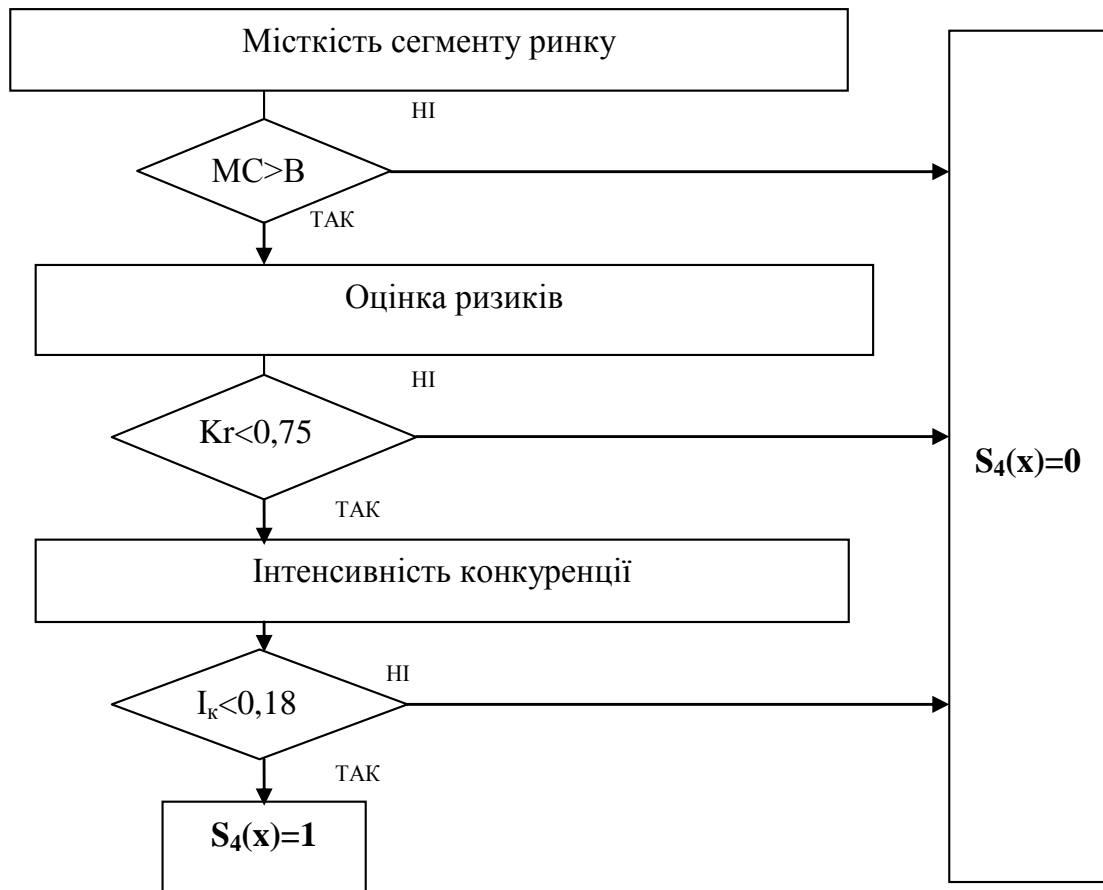 Місткість сегменту ринку
НІ
МС>В
ТАК
Оцінка ризиків
НІ
Kr<0,75
S₄(x)=0
ТАК
Інтенсивність конкуренції
НІ
Iк<0,18
ТАК
S₄(x)=1